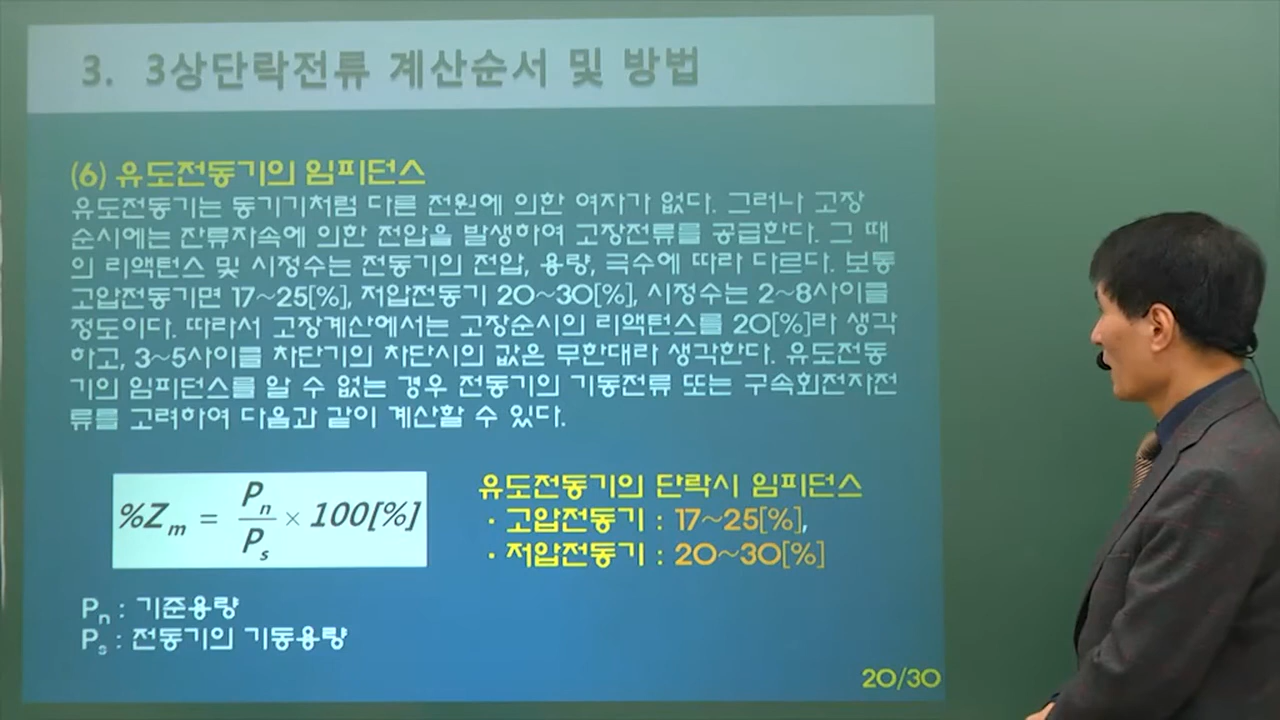 3. 3상단락전류 계산순서 및 방법
(6) 유도전동기의 임피던스
유도전동기는 동기기처럼 다른 전원에 의한 여자가 없다. 그러나 고장
순시에는 잔류자속에 의한 전압을 발생하여 고장전류를 공급한다. 그 때
의 리액턴스 및 시정수는 전동기의 전압, 용량, 극수에 따라 다르다. 보통
고압전동기면 17~25[%], 저압전동기 20~30[%], 시정수는 2~8사이클
정도이다. 따라서 고장계산에서는 고장순시의 리액턴스를 20[%]라 생각
하고, 3~5사이클 차단기의 차단시의 값은 무한대라 생각한다. 유도전동
기의 임피던스를 알 수 없는 경우 전동기의 기동전류 또는 구속회전자전
류를 고려하여 다음과 같이 계산할 수 있다.
%Zm = Pn/Ps × 100[%]
유도전동기의 단락시 임피던스
· 고압전동기 : 17~25[%],
· 저압전동기 : 20~30[%]
Pn : 기준용량
Ps : 전동기의 기동용량
20/30